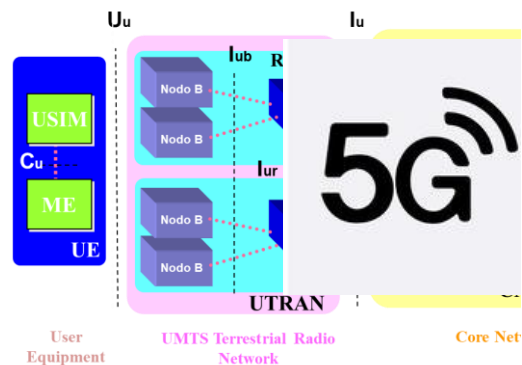 Uu
Iu
Iub
R
Nodo B
USIM
Nodo B
5G
Cu
Iur
ME
Nodo B
UE
Nodo B
UTRAN
User
Equipment
UMTS Terrestrial Radio
Network
Core Net